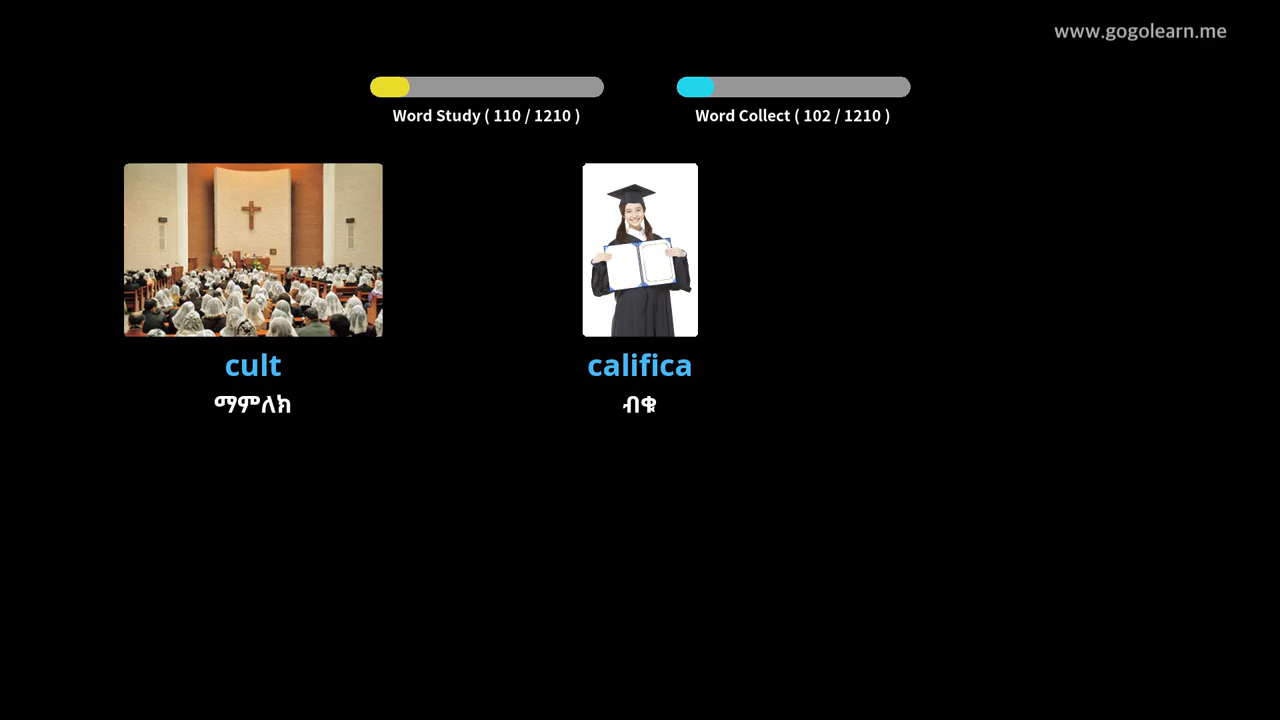 www.gogolearn.me
Word Study ( 110 / 1210 )
Word Collect ( 102 / 1210 )
cult
ማምለክ
califica
ብቁ